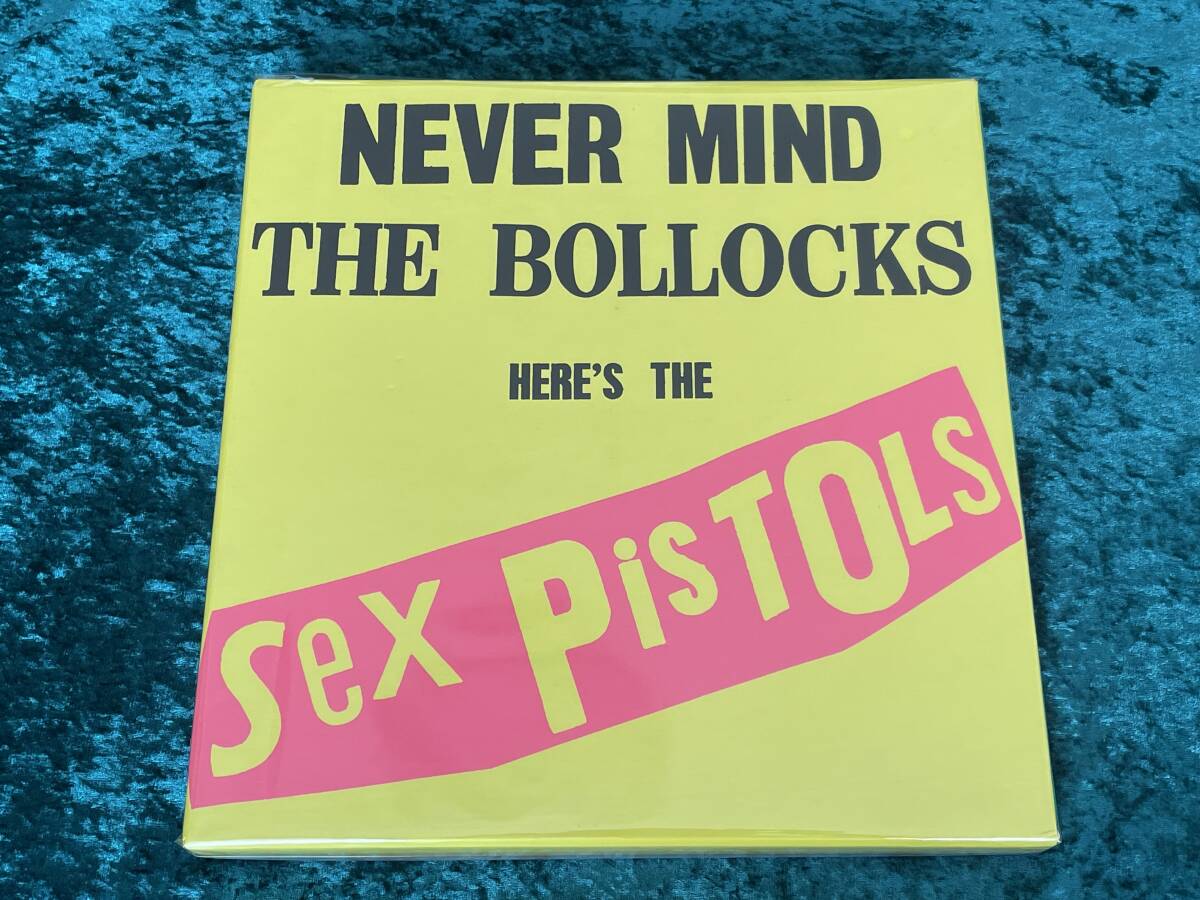 NEVER MIND
THE BOLLOCKS
HERE'S THE
Sex PisTOLS